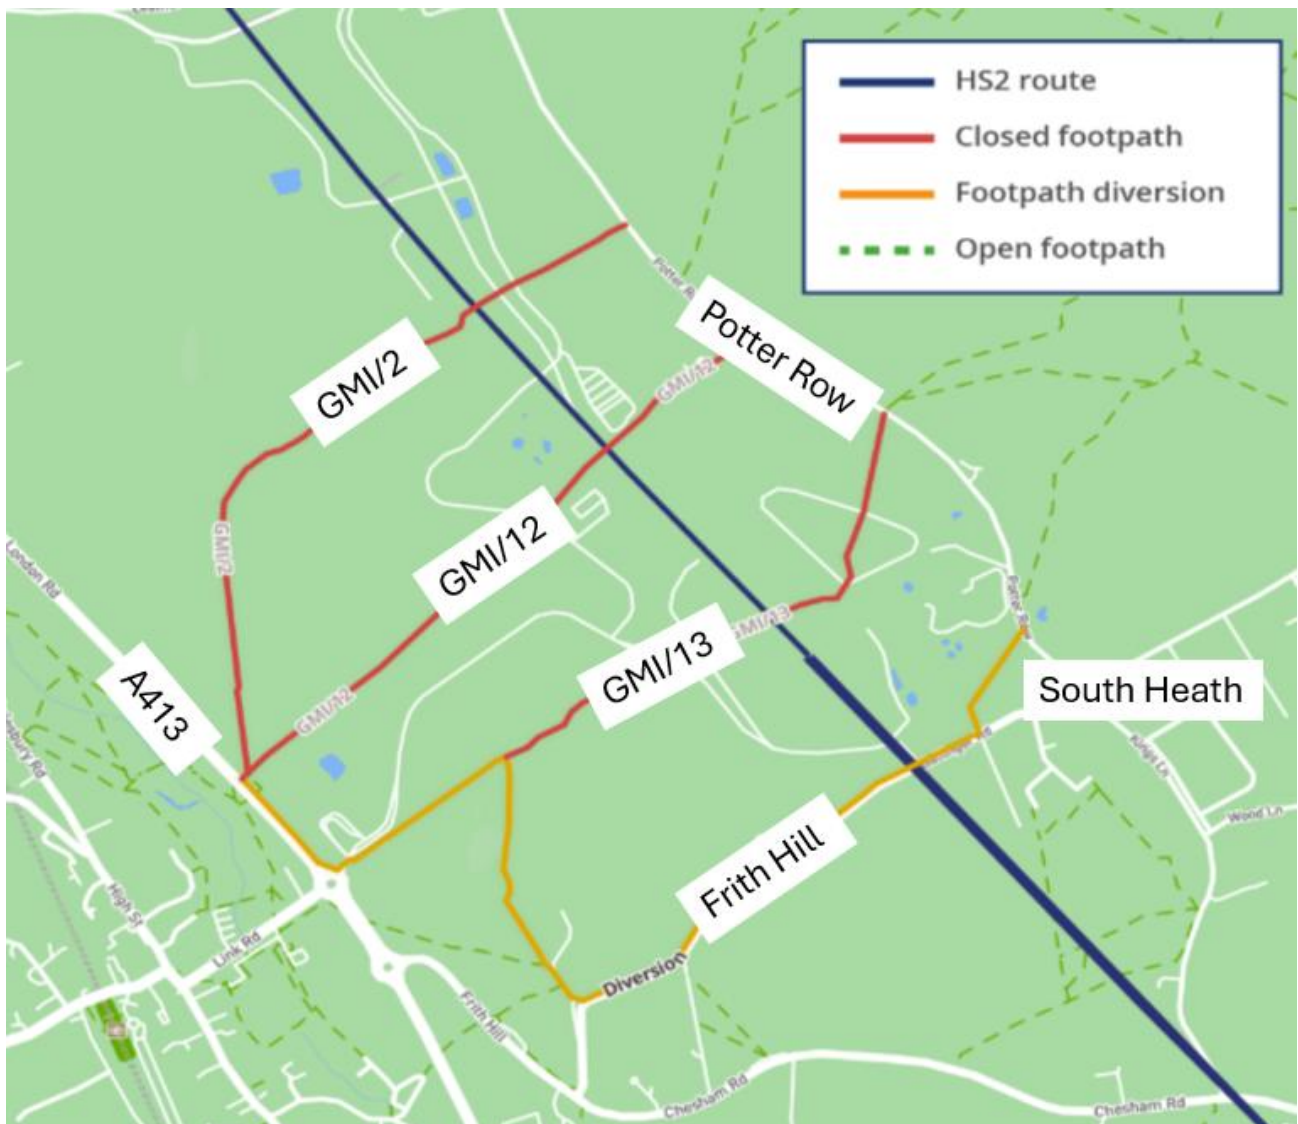 HS2 route
Closed footpath
Footpath diversion
Open footpath
Potter Row
GMI/2
GMI/12
GMI/12
GMI/2
London Rd
GMI/13
GMI/13
Potter Row
A413
GMI/12
South Heath
Kings Ln
Wood Ln
Frith Hill
High St
Link Rd
Diversion
Frith Hill
Chesham Rd
Chesham Rd